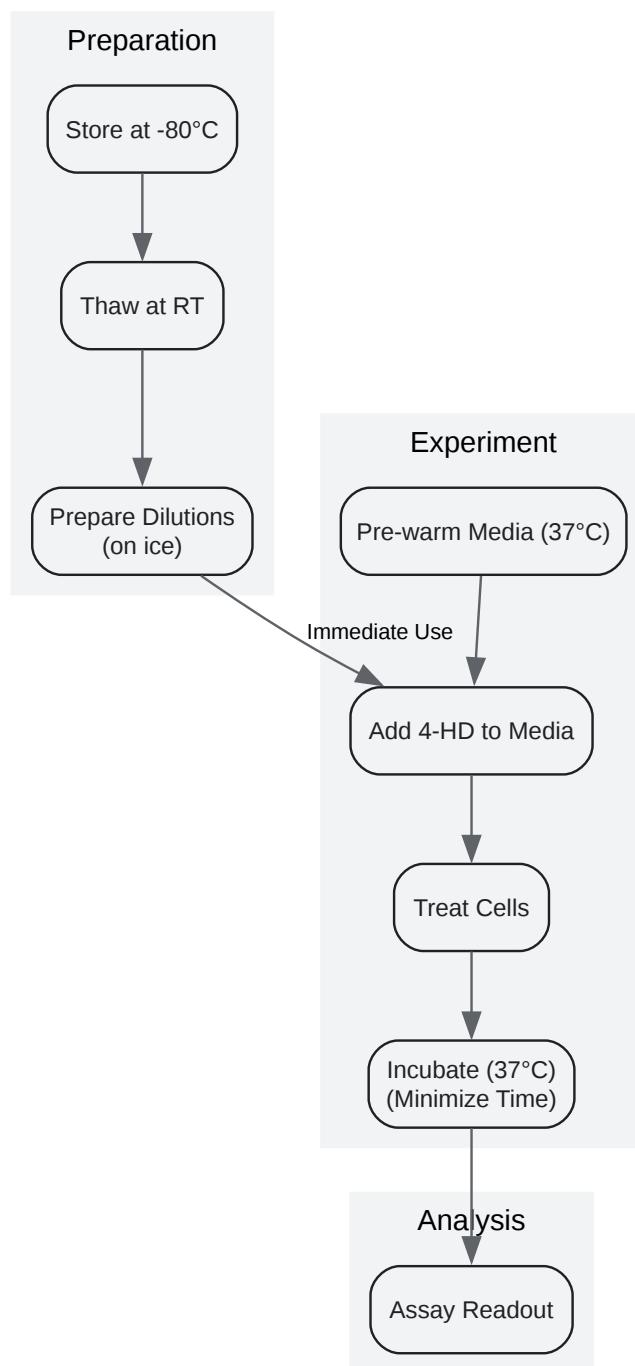 Preparation
Store at -80°C
Thaw at RT
Prepare Dilutions
(on ice)
Experiment
Pre-warm Media (37°C)
Immediate Use
Add 4-HD to Media
Treat Cells
Incubate (37°C)
(Minimize Time)
Analysis
Assay Readout